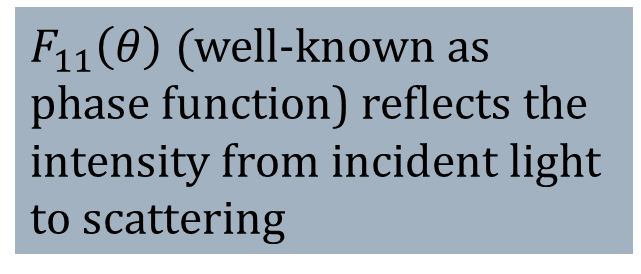 F₁₁(θ) (well-known as
phase function) reflects the
intensity from incident light
to scattering